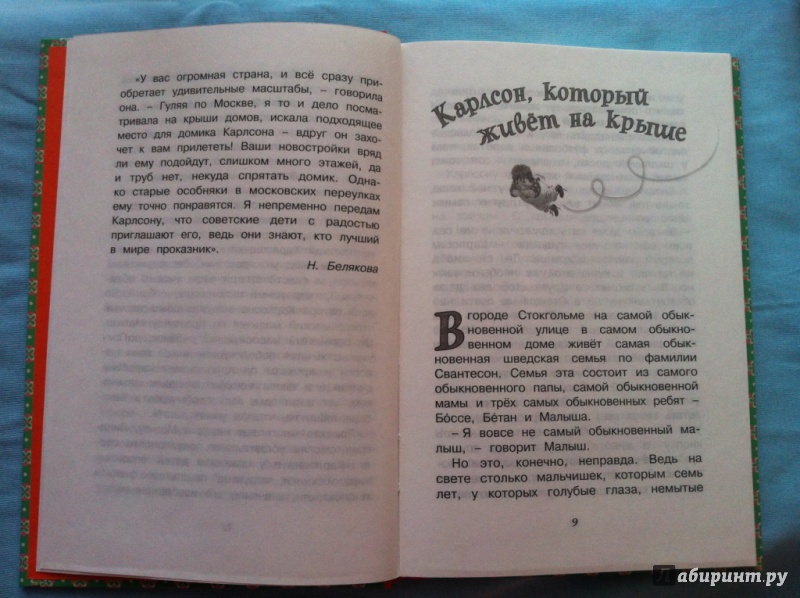 «У вас огромная страна, и всё сразу при-
обретает удивительные масштабы, – говорила
она. – Гуляя по Москве, я то и дело посма-
тривала на крыши домов, искала подходящее
место для домика Карлсона – вдруг он захо-
чет к вам прилететь! Ваши новостройки вряд
ли ему подойдут, слишком много этажей, да
и труб нет, некуда спрятать домик. Одна-
ко старые особняки в московских переулках
ему точно понравятся. Я непременно передам
Карлсону, что советские дети с радостью
приглашают его, ведь они знают, кто лучший
в мире проказник».
Н. Белякова
Карлсон, который
живёт на крыше
В городе Стокгольме на самой обык-
новенной улице в самом обыкно-
венном доме живёт самая обык-
новенная шведская семья по фамилии
Свантесон. Семья эта состоит из самого
обыкновенного папы, самой обыкновенной
мамы и трёх самых обыкновенных ребят –
Бóссе, Бéтан и Малыша.
– Я вовсе не самый обыкновенный ма-
лыш, – говорит Малыш.
Но это, конечно, неправда. Ведь на
свете столько мальчишек, которым семь
лет, у которых голубые глаза, немытые
9
Лабиринт.ру